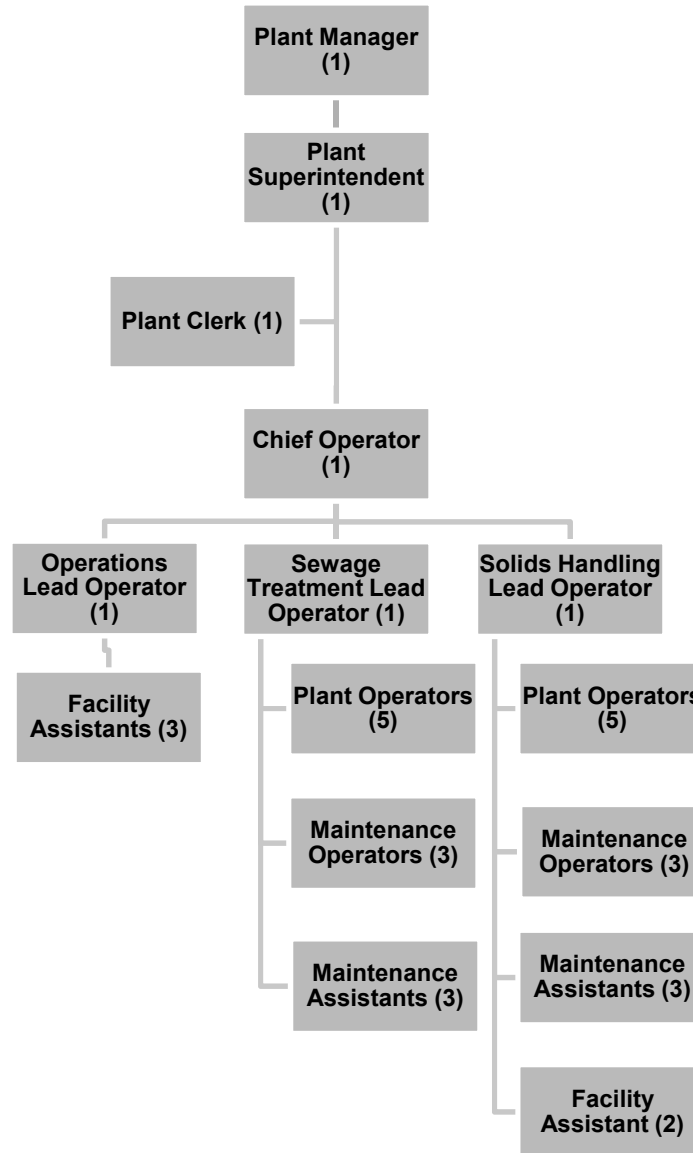 Plant Manager
(1)
Plant
Superintendent
(1)
Plant Clerk (1)
Chief Operator
(1)
Operations
Lead Operator
(1)
Facility
Assistants (3)
Sewage
Treatment Lead
Operator (1)
Plant Operators
(5)
Maintenance
Operators (3)
Maintenance
Assistants (3)
Solids Handling
Lead Operator
(1)
Plant Operators
(5)
Maintenance
Operators (3)
Maintenance
Assistants (3)
Facility
Assistant (2)